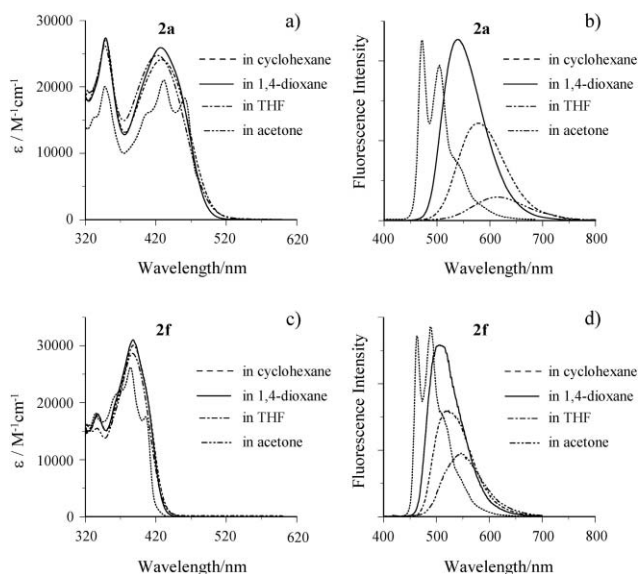 2a a)
30000
20000
10000
0
ε / M⁻¹cm⁻¹
in cyclohexane
in 1,4-dioxane
in THF
in acetone
320 420 520 620
Wavelength/nm
2a b)
Fluorescence Intensity
in cyclohexane
in 1,4-dioxane
in THF
in acetone
400 500 600 700 800
Wavelength/nm
2f c)
30000
20000
10000
0
ε / M⁻¹cm⁻¹
in cyclohexane
in 1,4-dioxane
in THF
in acetone
320 420 520 620
Wavelength/nm
2f d)
Fluorescence Intensity
in cyclohexane
in 1,4-dioxane
in THF
in acetone
400 500 600 700 800
Wavelength/nm